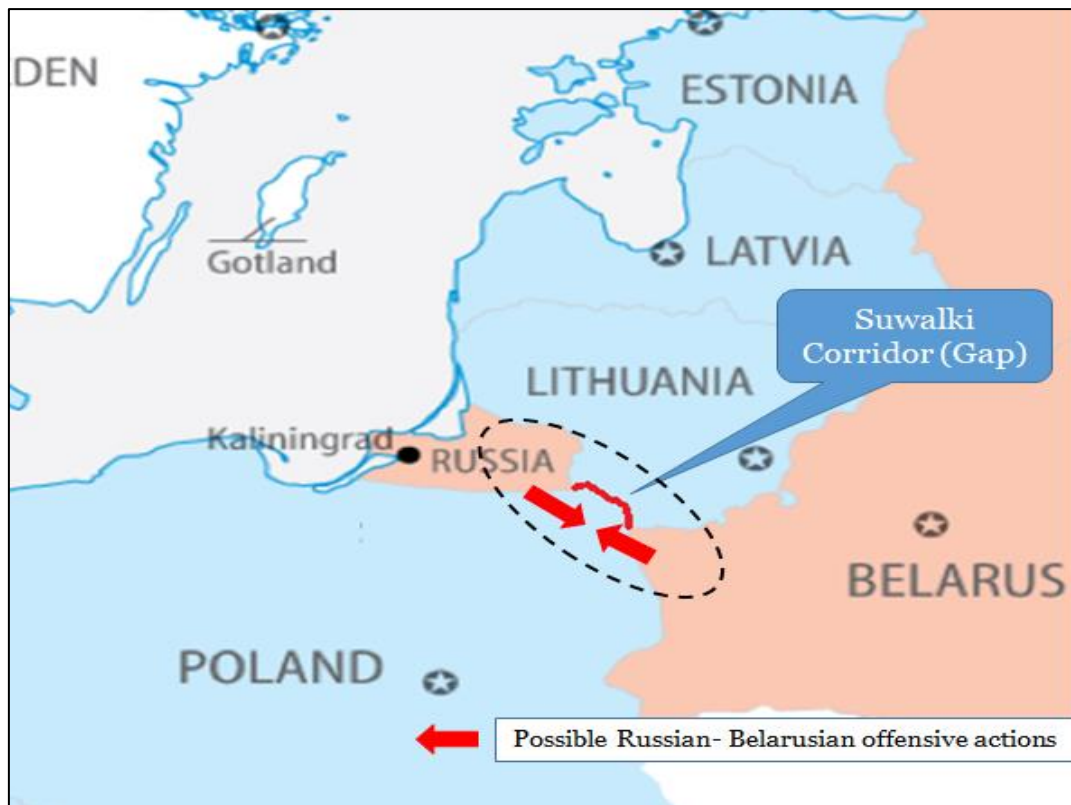 DEN
ESTONIA
Gotland
LATVIA
Suwalki
Corridor (Gap)
LITHUANIA
Kaliningrad
RUSSIA
BELARUS
POLAND
Possible Russian- Belarusian offensive actions